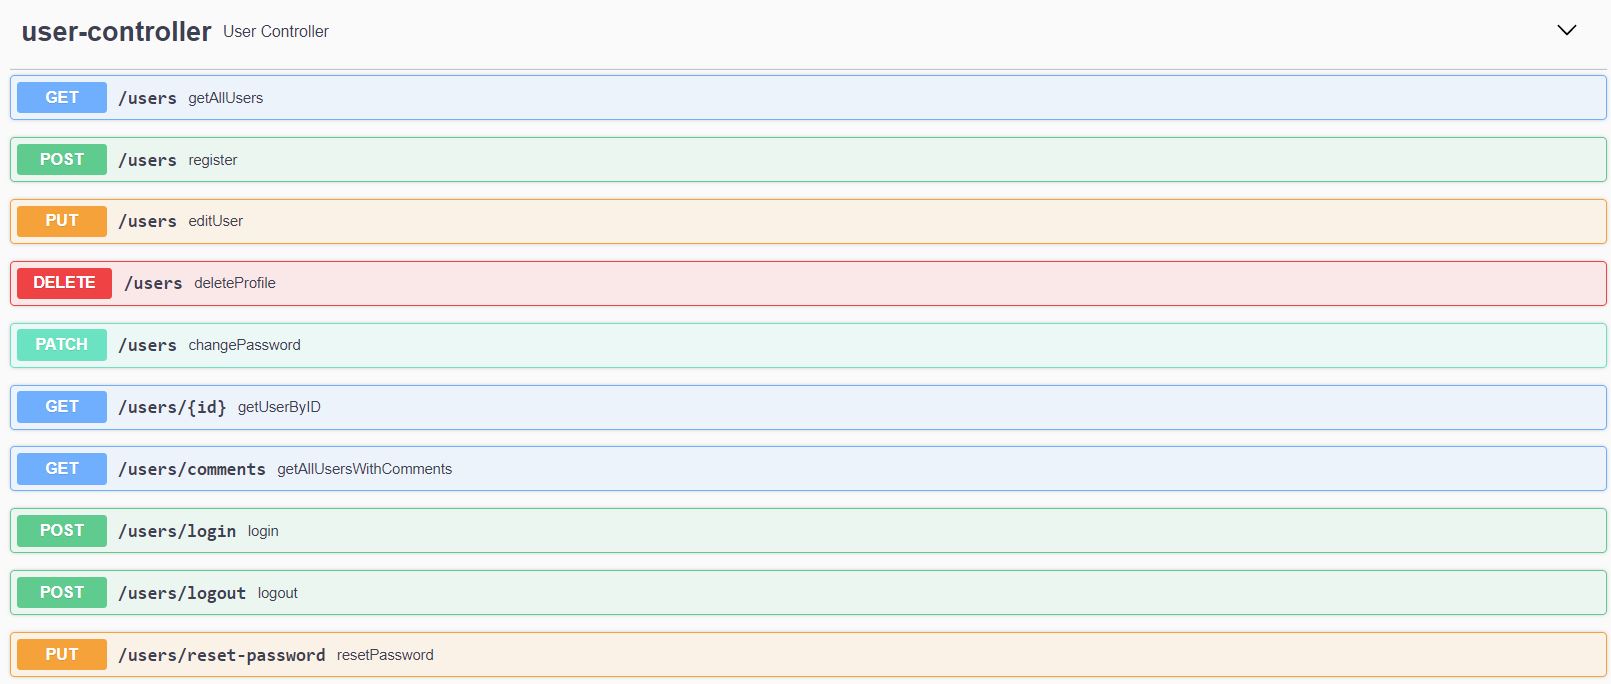 user-controller User Controller
GET /users getAllUsers
POST /users register
PUT /users editUser
DELETE /users deleteProfile
PATCH /users changePassword
GET /users/{id} getUserByID
GET /users/comments getAllUsersWithComments
POST /users/login login
POST /users/logout logout
PUT /users/reset-password resetPassword